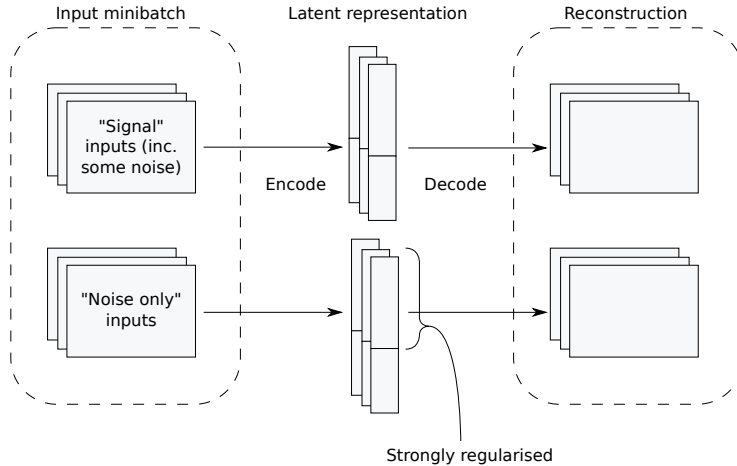 Input minibatch
Latent representation
Reconstruction
"Signal"
inputs (inc.
some noise)
Encode
Decode
"Noise only"
inputs
Strongly regularised